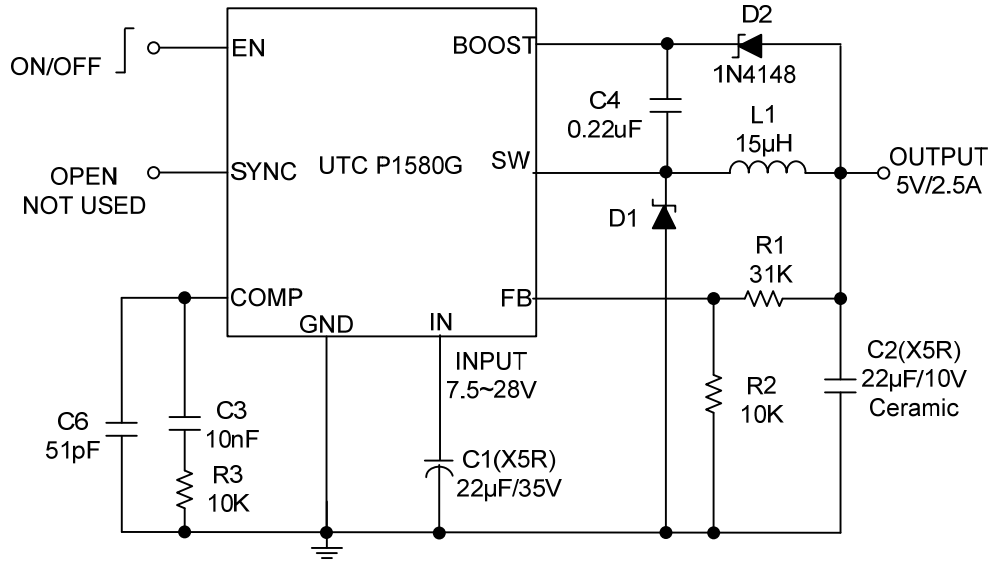 ON/OFF
EN
OPEN
NOT USED
SYNC
UTC P1580G
BOOST
SW
FB
COMP
GND
IN
D2
1N4148
C4
0.22uF
L1
15μH
OUTPUT
5V/2.5A
D1
R1
31K
INPUT
7.5~28V
R2
10K
C2(X5R)
22μF/10V
Ceramic
C6
51pF
C3
10nF
R3
10K
C1(X5R)
22μF/35V